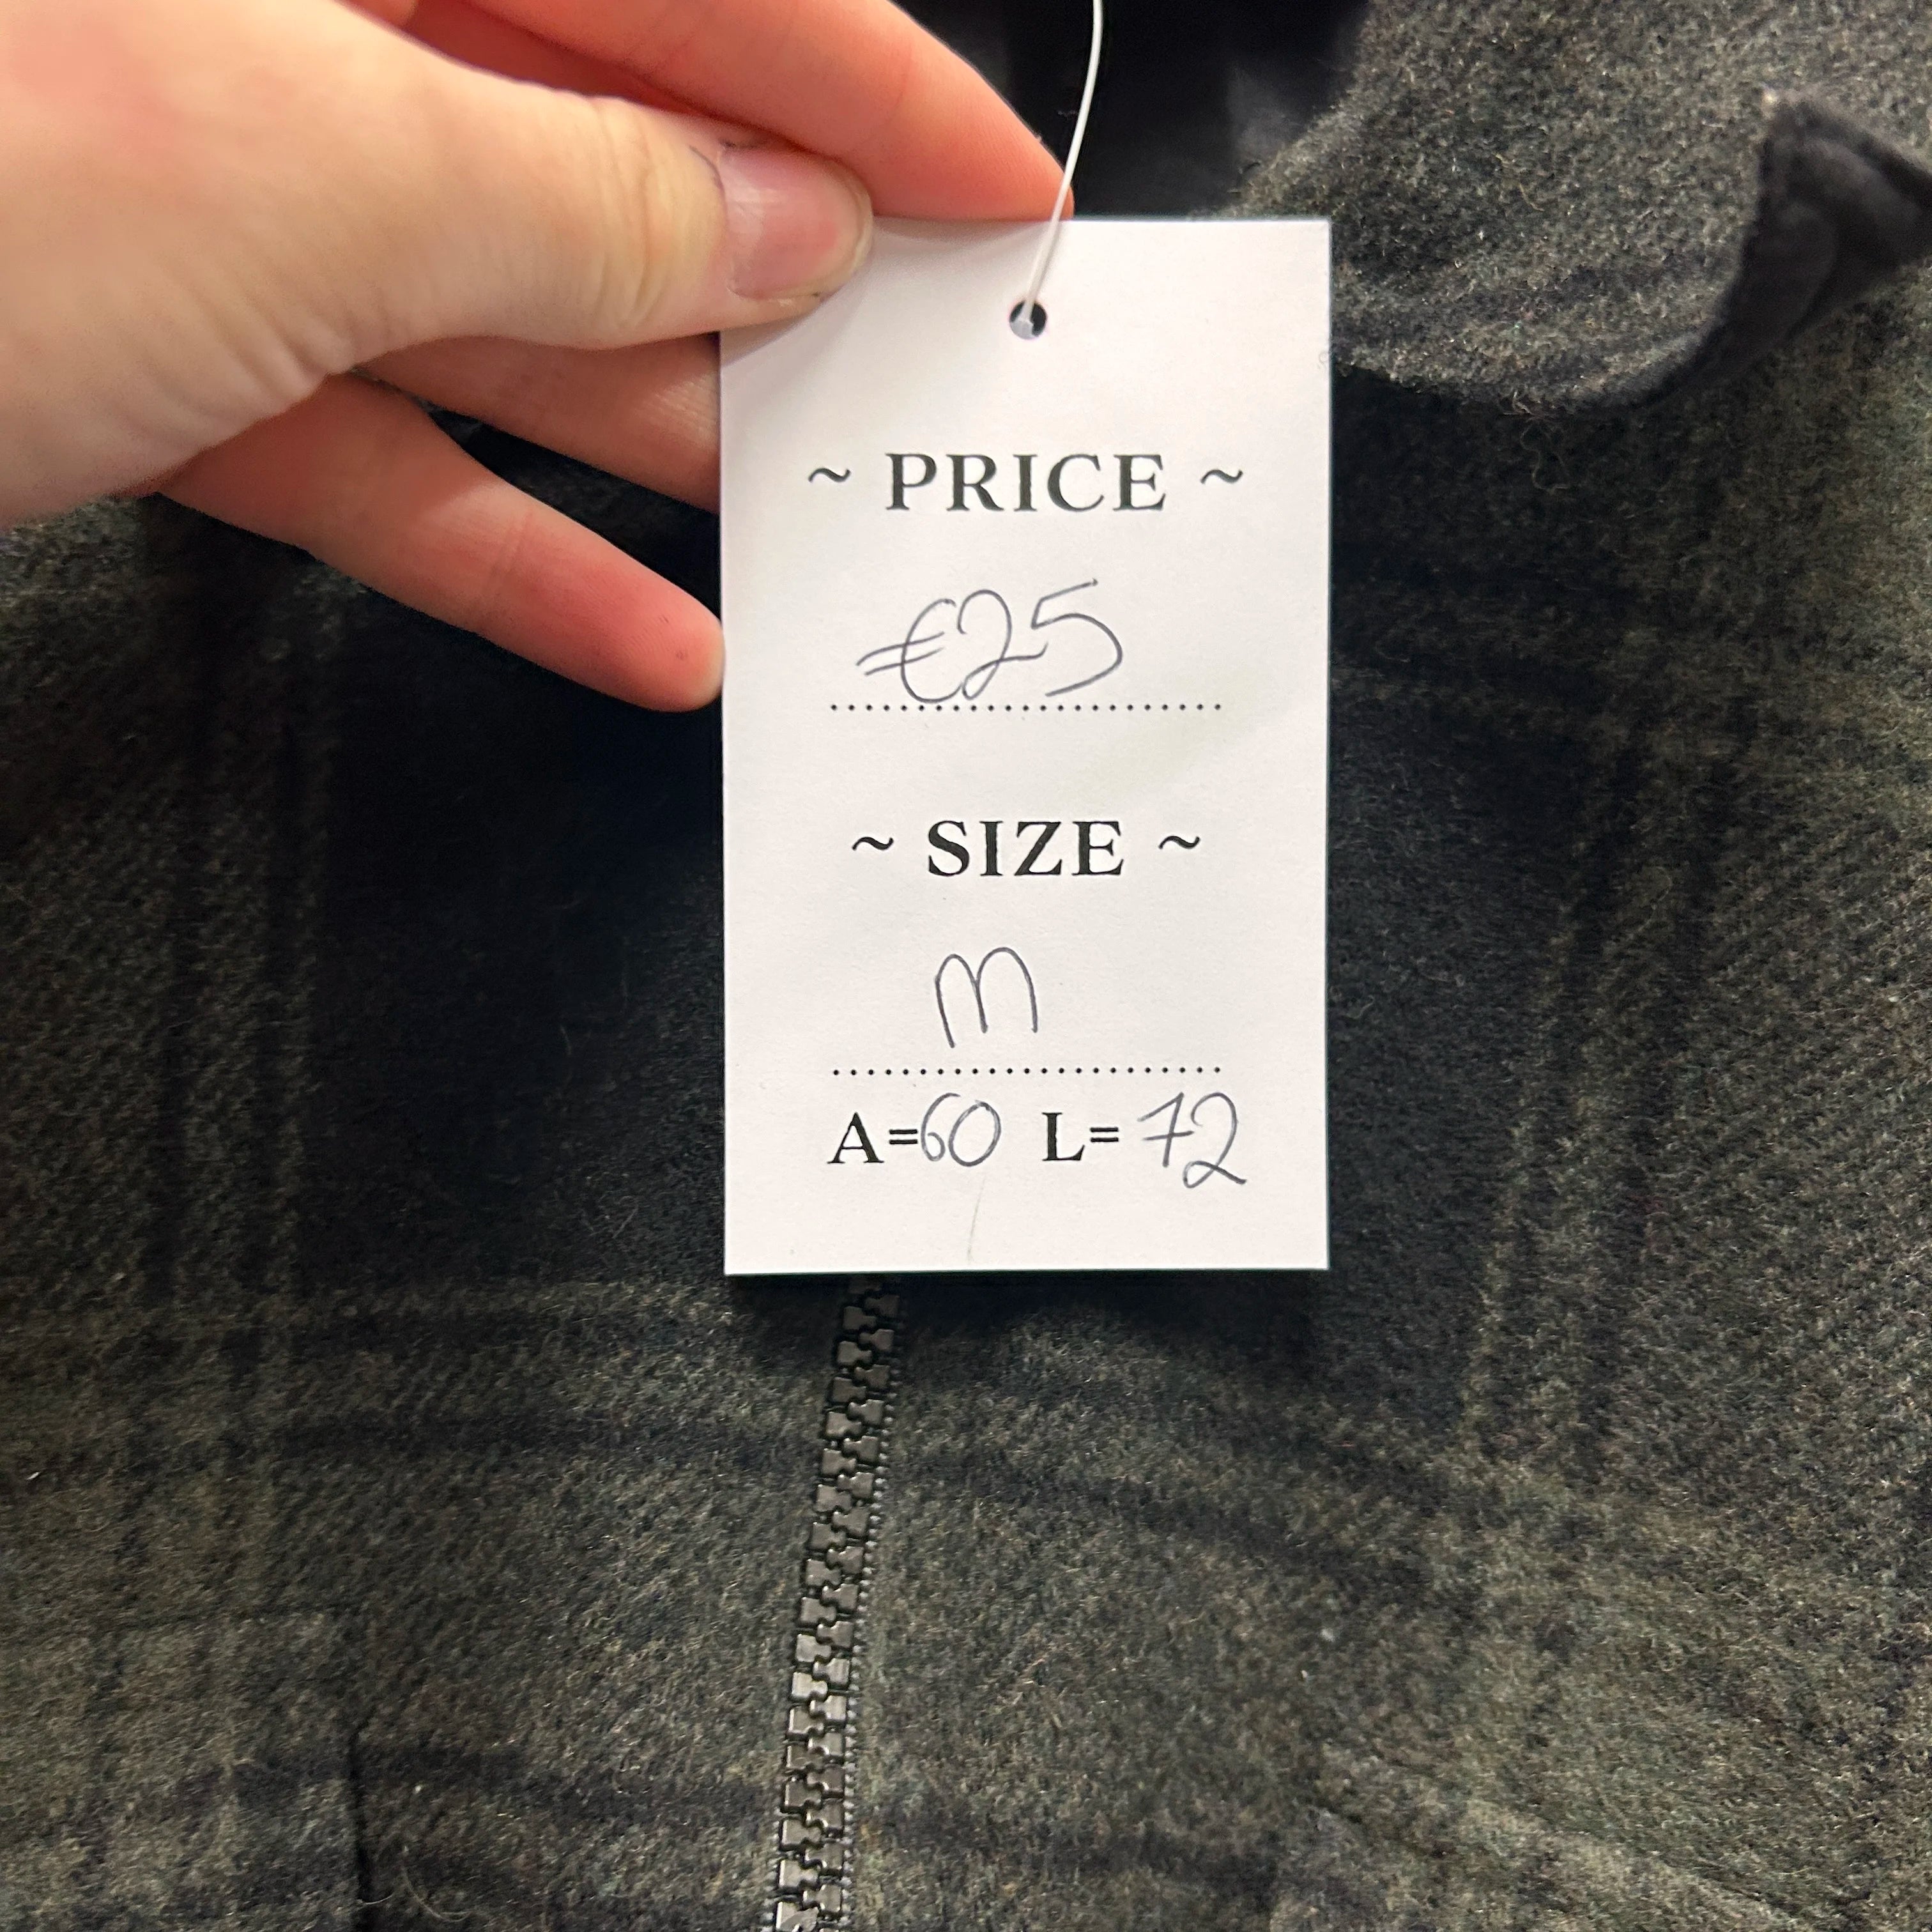 ~ PRICE ~
€25
~ SIZE ~
M
A=60 L=72